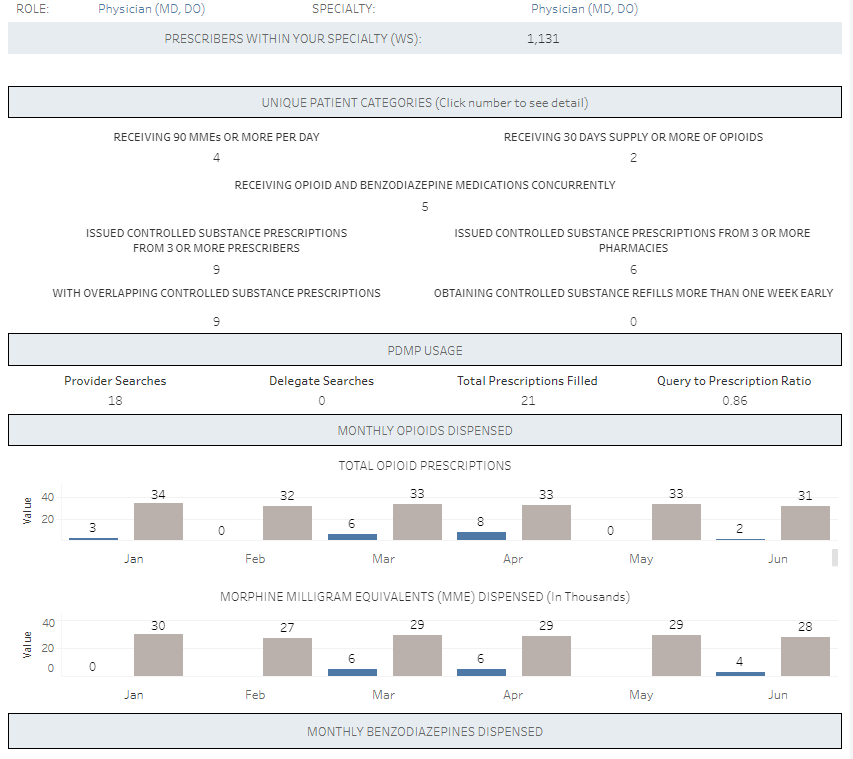 ROLE: Physician (MD, DO) SPECIALTY: Physician (MD, DO)
PRESCRIBERS WITHIN YOUR SPECIALTY (WS): 1,131
UNIQUE PATIENT CATEGORIES (Click number to see detail)
RECEIVING 90 MMEs OR MORE PER DAY RECEIVING 30 DAYS SUPPLY OR MORE OF OPIOIDS
4 2
RECEIVING OPIOID AND BENZODIAZEPINE MEDICATIONS CONCURRENTLY
5
ISSUED CONTROLLED SUBSTANCE PRESCRIPTIONS ISSUED CONTROLLED SUBSTANCE PRESCRIPTIONS FROM 3 OR MORE
FROM 3 OR MORE PRESCRIBERS PHARMACIES
9 6
WITH OVERLAPPING CONTROLLED SUBSTANCE PRESCRIPTIONS OBTAINING CONTROLLED SUBSTANCE REFILLS MORE THAN ONE WEEK EARLY
9 0
PDMP USAGE
Provider Searches Delegate Searches Total Prescriptions Filled Query to Prescription Ratio
18 0 21 0.86
MONTHLY OPIOIDS DISPENSED
TOTAL OPIOID PRESCRIPTIONS
Value
40
20
3 34 0 32 6 33 8 33 0 33 2 31
Jan Feb Mar Apr May Jun
MORPHINE MILLIGRAM EQUIVALENTS (MME) DISPENSED (In Thousands)
Value
40
20
0
0 30 27 6 29 6 29 29 4 28
Jan Feb Mar Apr May Jun
MONTHLY BENZODIAZEPINES DISPENSED